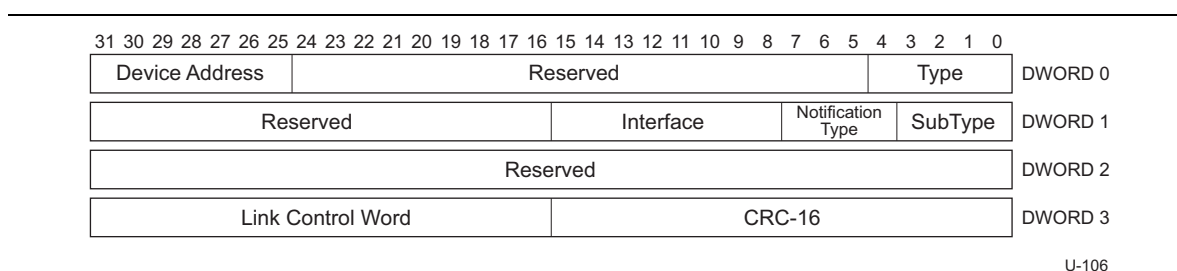 31 30 29 28 27 26 25 24 23 22 21 20 19 18 17 16 15 14 13 12 11 10 9 8 7 6 5 4 3 2 1 0
Device Address Reserved Type DWORD 0
Reserved Interface Notification Type SubType DWORD 1
Reserved DWORD 2
Link Control Word CRC-16 DWORD 3
U-106